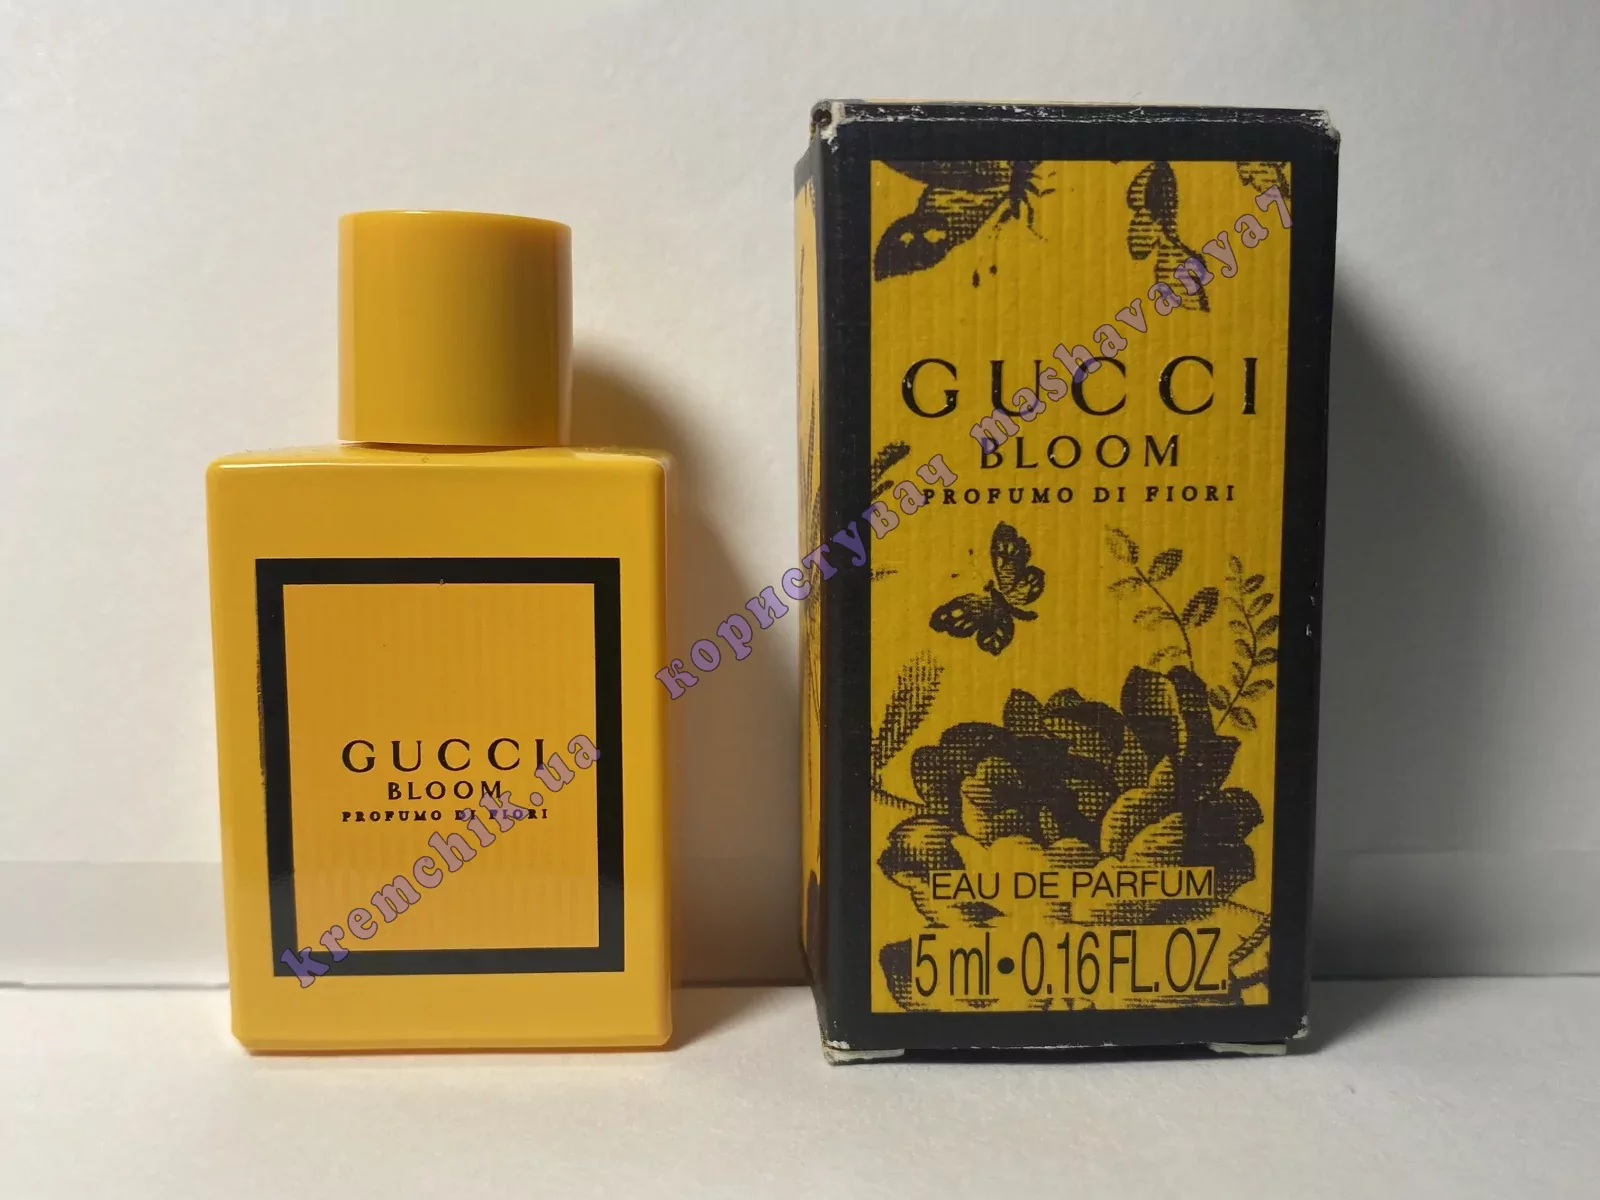 GUCCI
BLOOM
PROFUMO DI FIORI
GUCCI
BLOOM
PROFUMO DI FIORI
EAU DE PARFUM
5 ml • 0.16 FL. OZ.
kremchik.ua користувач mashavanya7